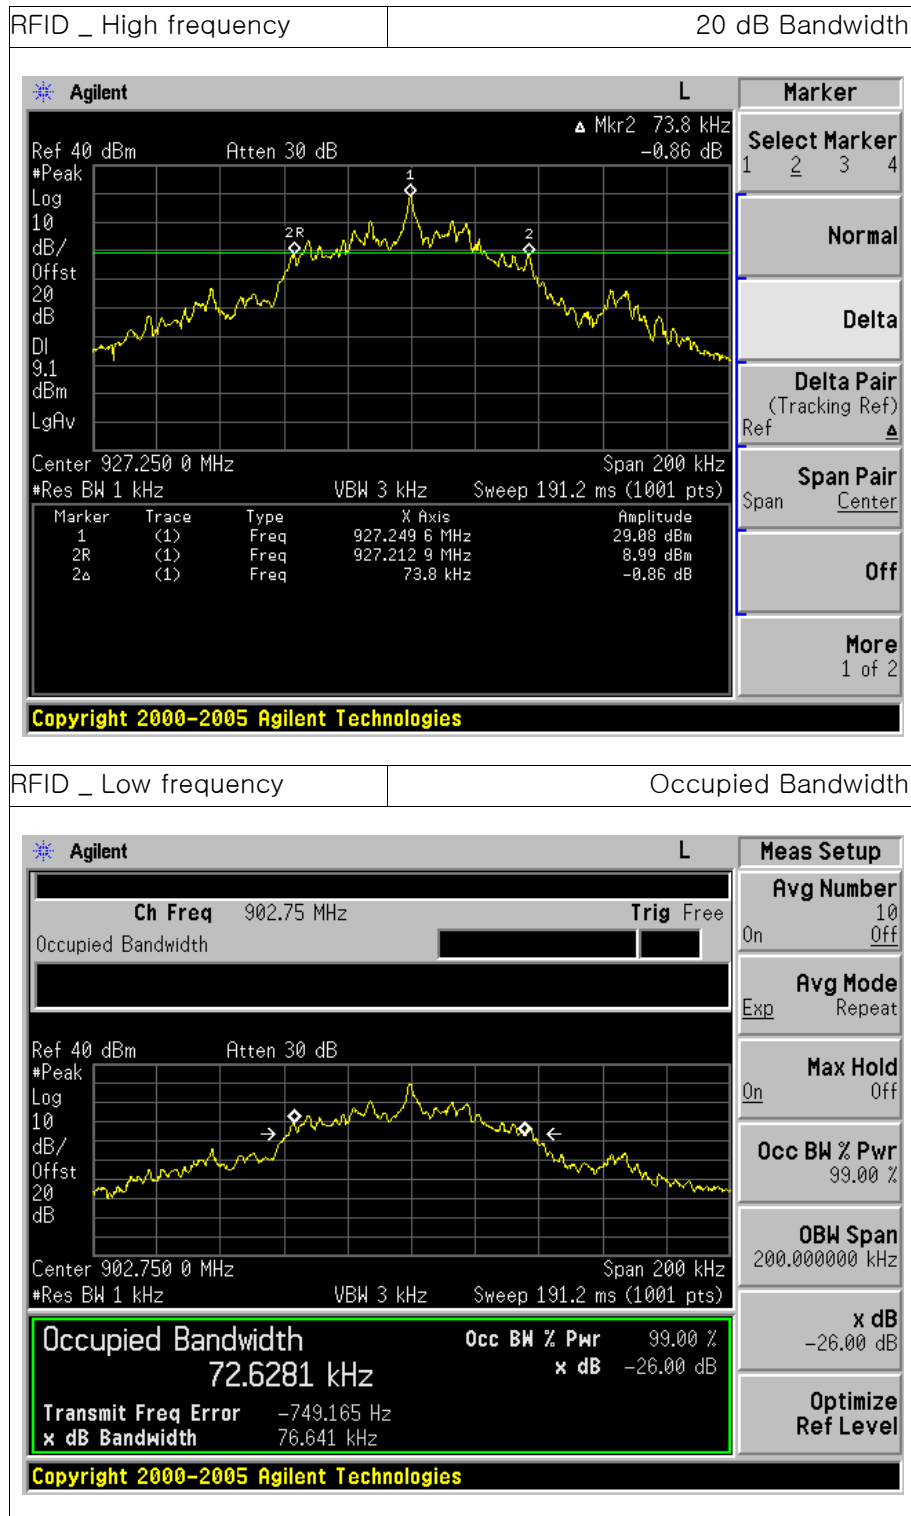 RFID _ High frequency 20 dB Bandwidth
Agilent L Marker
Δ Mkr2 73.8 kHz
Ref 40 dBm Atten 30 dB -0.86 dB
#Peak
Log
10
dB/
Offst
20
dB
DI
9.1
dBm
LgAv
1
2R
2
Center 927.250 0 MHz Span 200 kHz
#Res BW 1 kHz VBW 3 kHz Sweep 191.2 ms (1001 pts)
Marker Trace Type X Axis Amplitude
1 (1) Freq 927.249 6 MHz 29.08 dBm
2R (1) Freq 927.212 9 MHz 8.99 dBm
2Δ (1) Freq 73.8 kHz -0.86 dB
Select Marker
1 2 3 4
Normal
Delta
Delta Pair
(Tracking Ref)
Ref Δ
Span Pair
Span Center
Off
More
1 of 2
Copyright 2000-2005 Agilent Technologies
RFID _ Low frequency Occupied Bandwidth
Agilent L Meas Setup
Ch Freq 902.75 MHz Trig Free
Occupied Bandwidth
Ref 40 dBm Atten 30 dB
#Peak
Log
10
dB/
Offst
20
dB
Center 902.750 0 MHz Span 200 kHz
#Res BW 1 kHz VBW 3 kHz Sweep 191.2 ms (1001 pts)
Occupied Bandwidth Occ BW % Pwr 99.00 %
72.6281 kHz x dB -26.00 dB
Transmit Freq Error -749.165 Hz
x dB Bandwidth 76.641 kHz
Avg Number
10
On Off
Avg Mode
Exp Repeat
Max Hold
On Off
Occ BW % Pwr
99.00 %
OBW Span
200.000000 kHz
x dB
-26.00 dB
Optimize
Ref Level
Copyright 2000-2005 Agilent Technologies